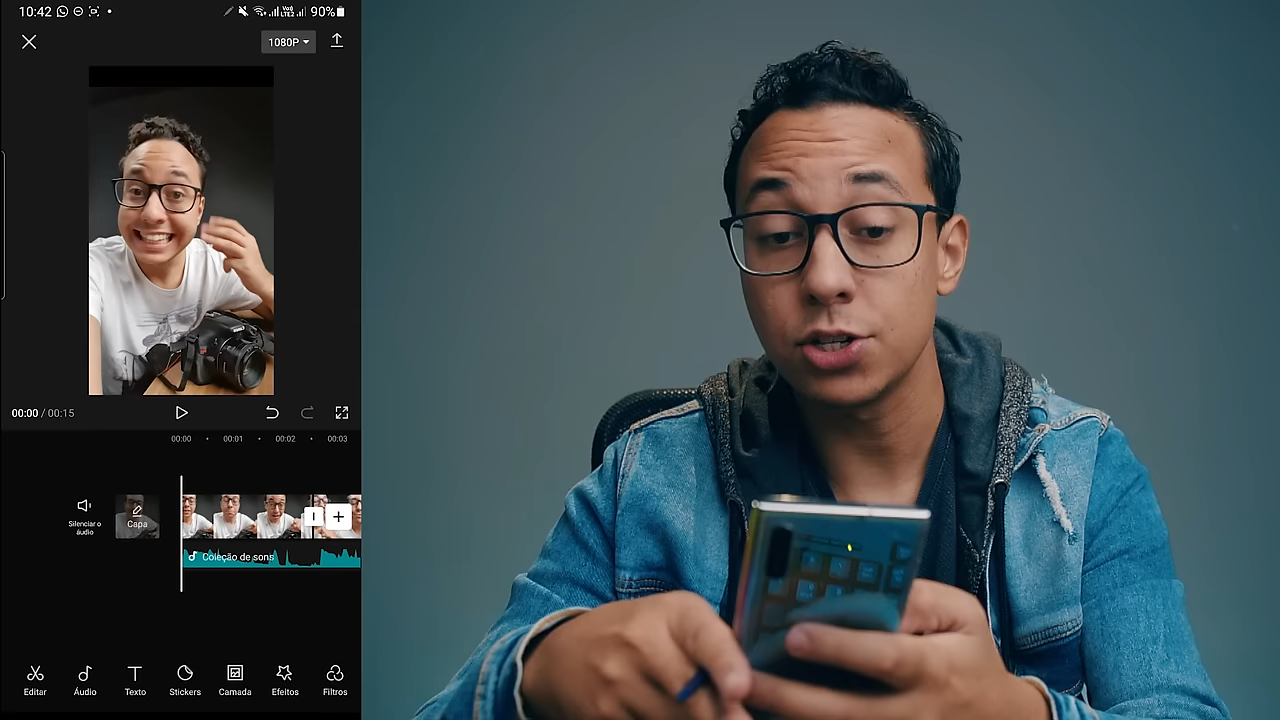 10:42
90%
1080P
00:00 / 00:15
00:00
00:01
00:02
00:03
Silenciar o
áudio
Capa
Coleção de sons
Editar
Áudio
Texto
Stickers
Camada
Efeitos
Filtros